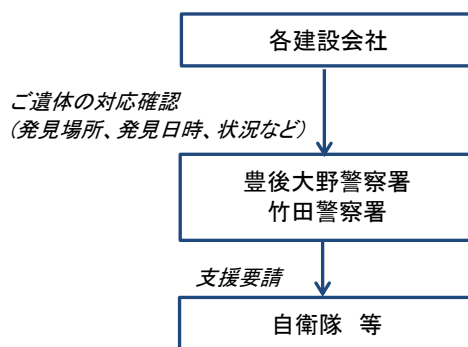 各建設会社
ご遺体の対応確認
(発見場所、発見日時、状況など)
豊後大野警察署
竹田警察署
支援要請
自衛隊　等